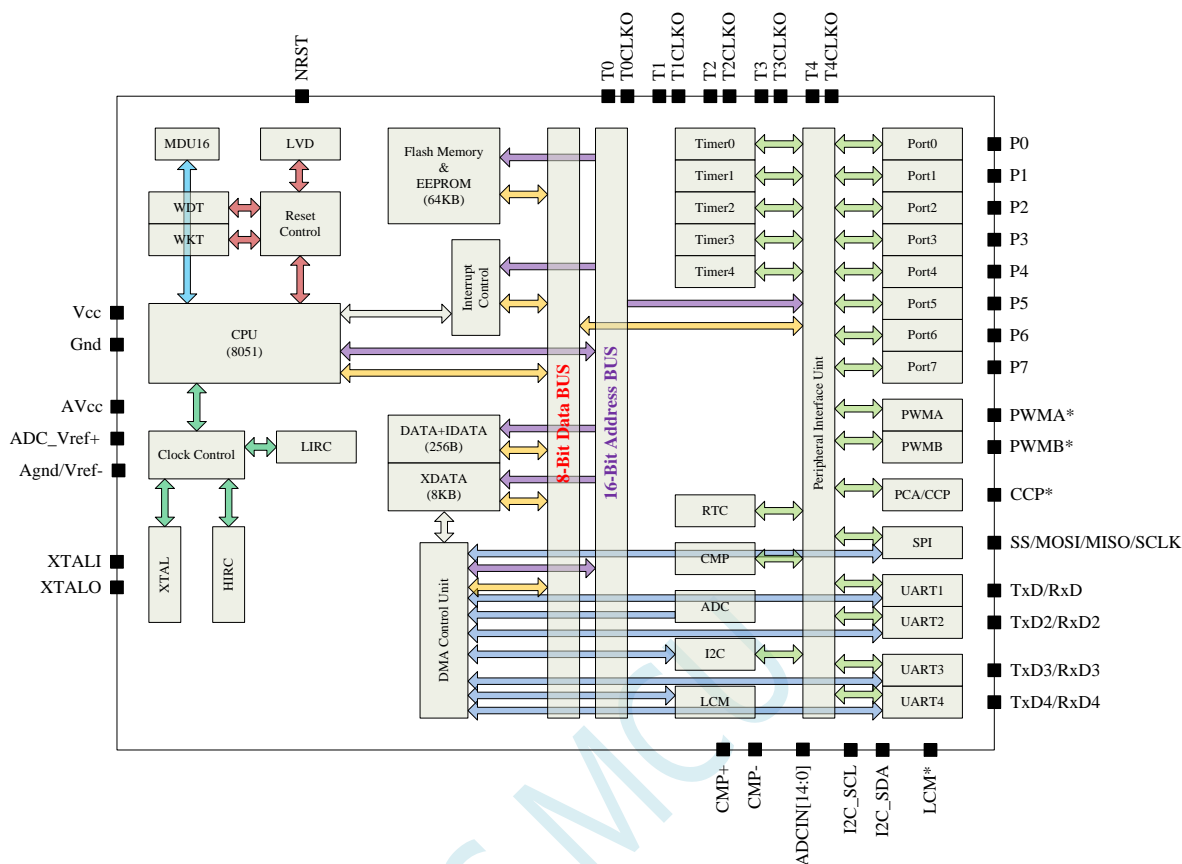 NRST
T0
T0CLKO
T1
T1CLKO
T2
T2CLKO
T3
T3CLKO
T4
T4CLKO
MDU16
LVD
WDT
WKT
Reset
Control
Flash Memory
&
EEPROM
(64KB)
Interrupt
Control
CPU
(8051)
Clock Control
LIRC
XTAL
HIRC
DATA+IDATA
(256B)
XDATA
(8KB)
DMA Control Unit
8-Bit Data BUS
16-Bit Address BUS
Timer0
Timer1
Timer2
Timer3
Timer4
RTC
CMP
ADC
I2C
LCM
Peripheral Interface Uint
Port0
Port1
Port2
Port3
Port4
Port5
Port6
Port7
PWMA
PWMB
PCA/CCP
SPI
UART1
UART2
UART3
UART4
Vcc
Gnd
AVcc
ADC_Vref+
Agnd/Vref-
XTALI
XTALO
P0
P1
P2
P3
P4
P5
P6
P7
PWMA*
PWMB*
CCP*
SS/MOSI/MISO/SCLK
TxD/RxD
TxD2/RxD2
TxD3/RxD3
TxD4/RxD4
CMP+
CMP-
ADCIN[14:0]
I2C_SCL
I2C_SDA
LCM*
MCU